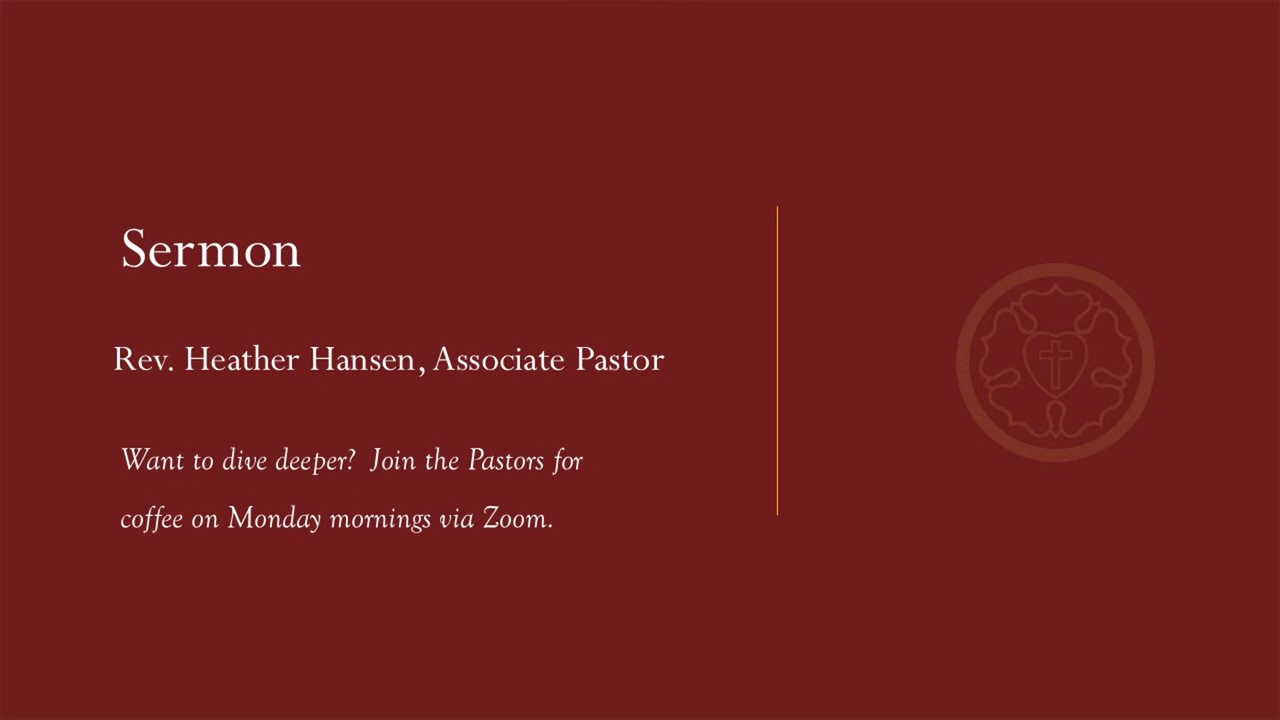 Sermon
Rev. Heather Hansen, Associate Pastor
Want to dive deeper?  Join the Pastors for
coffee on Monday mornings via Zoom.